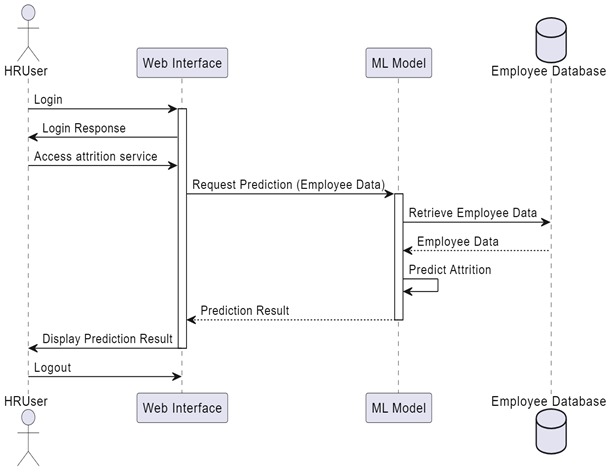 HRUser
Web Interface
ML Model
Employee Database
Login
Login Response
Access attrition service
Request Prediction (Employee Data)
Retrieve Employee Data
Employee Data
Predict Attrition
Prediction Result
Display Prediction Result
Logout
HRUser
Web Interface
ML Model
Employee Database